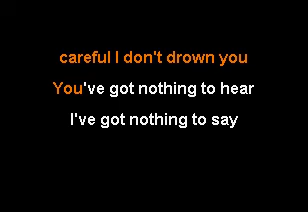 careful I don't drown you
You've got nothing to hear
I've got nothing to say